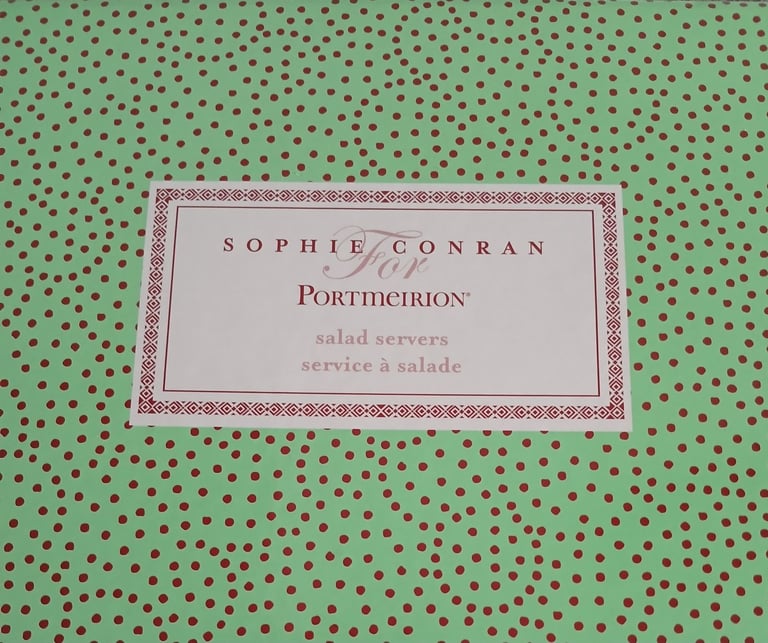 SOPHIE CONRAN
For
PORTMEIRION®
salad servers
service à salade